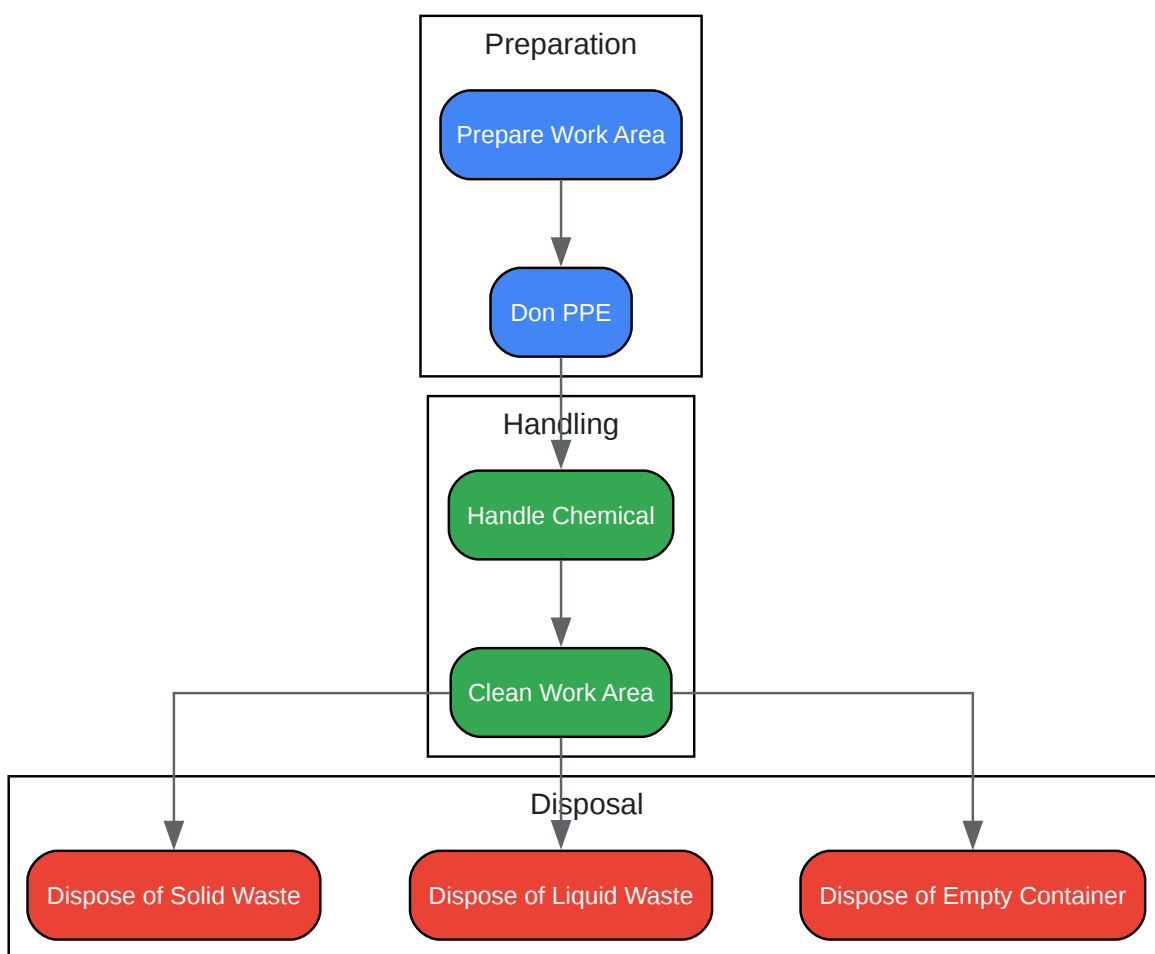 Preparation
Prepare Work Area
Don PPE
Handling
Handle Chemical
Clean Work Area
Disposal
Dispose of Solid Waste
Dispose of Liquid Waste
Dispose of Empty Container